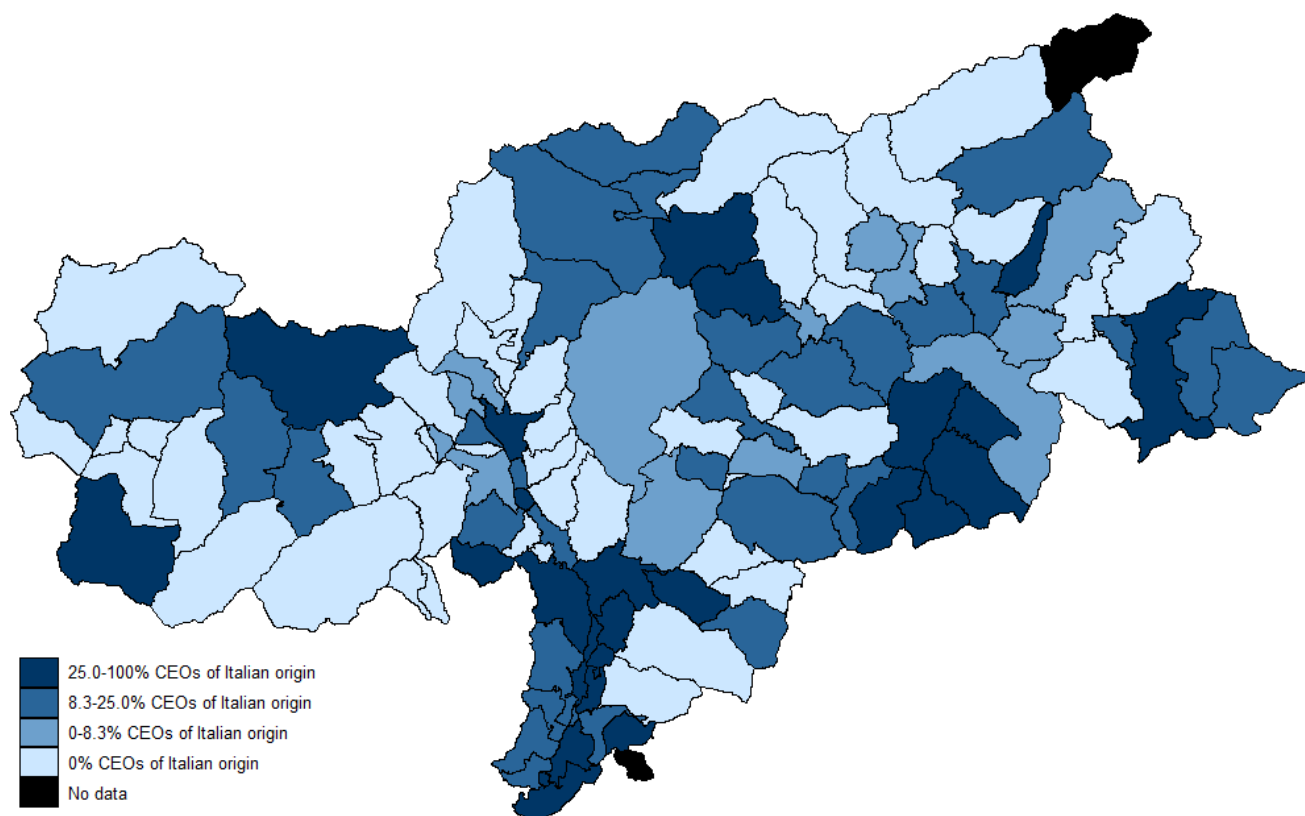 25.0-100% CEOs of Italian origin
8.3-25.0% CEOs of Italian origin
0-8.3% CEOs of Italian origin
0% CEOs of Italian origin
No data